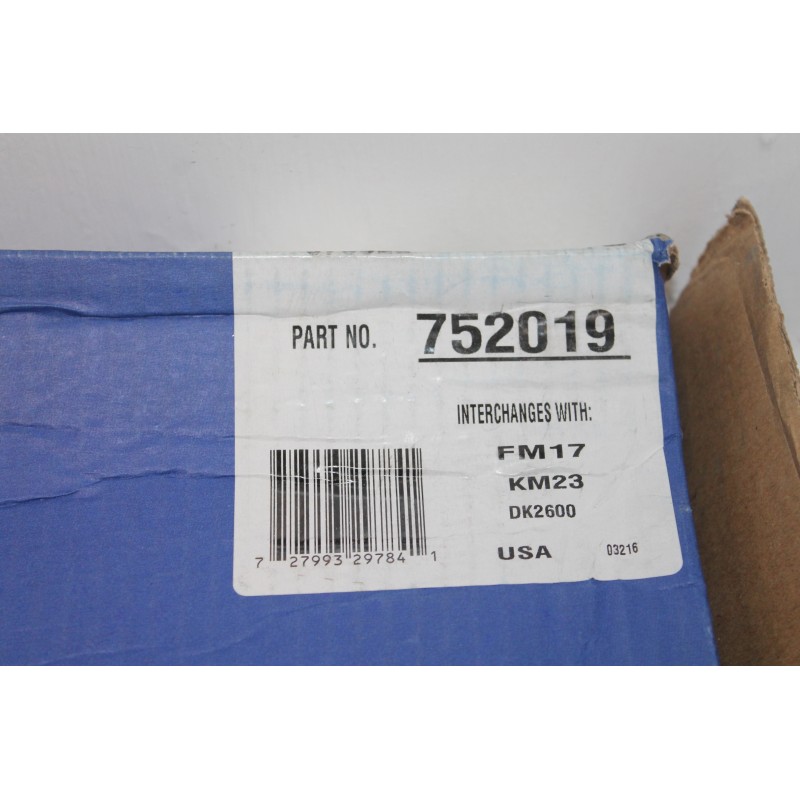 PART NO. 752019
INTERCHANGES WITH:
FM17
KM23
DK2600
USA 03216
7 27993 29784 1